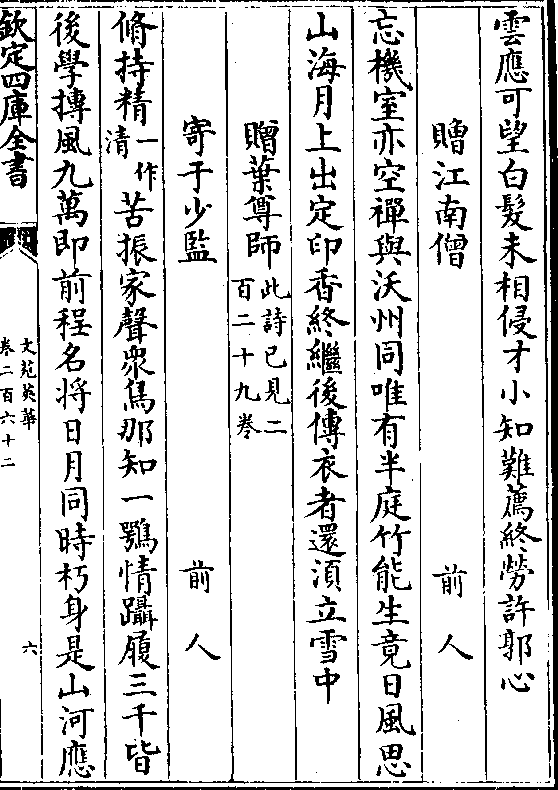 雲應可望白髮未相侵才小知難薦終勞許郭心
贈江南僧　前人
忘機室亦空禪與沃州同唯有半庭竹能生竟日風思
山海月上出定印香終繼後傳衣者還須立雪中
贈葉尊師此詩已見二百二十九卷
寄于少監　前人
脩持精一作清苦振家聲衆鳥那知一鶚情躡履三千皆
後學摶風九萬即前程名將日月同時朽身是山河應
欽定四庫全書　文苑英華卷二百六十二　六